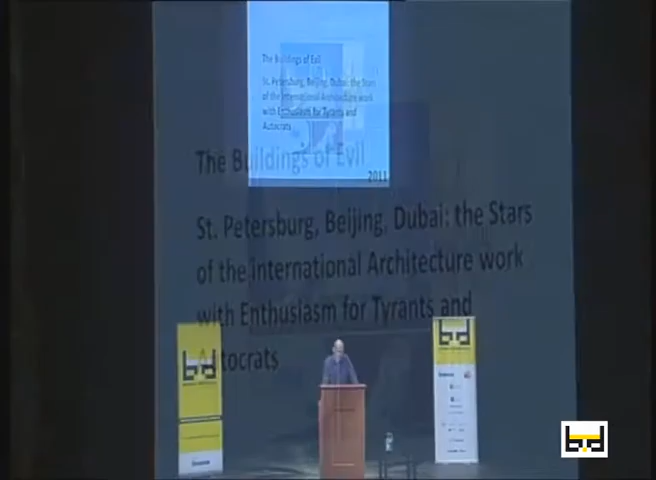 The Buildings of Evil
St. Petersburg, Beijing, Dubai: the Stars
of the international Architecture work
with Enthusiasm for Tyrants and
Autocrats
2011
The Buildings of Evil
St. Petersburg, Beijing, Dubai: the Stars
of the international Architecture work
with Enthusiasm for Tyrants and
Autocrats